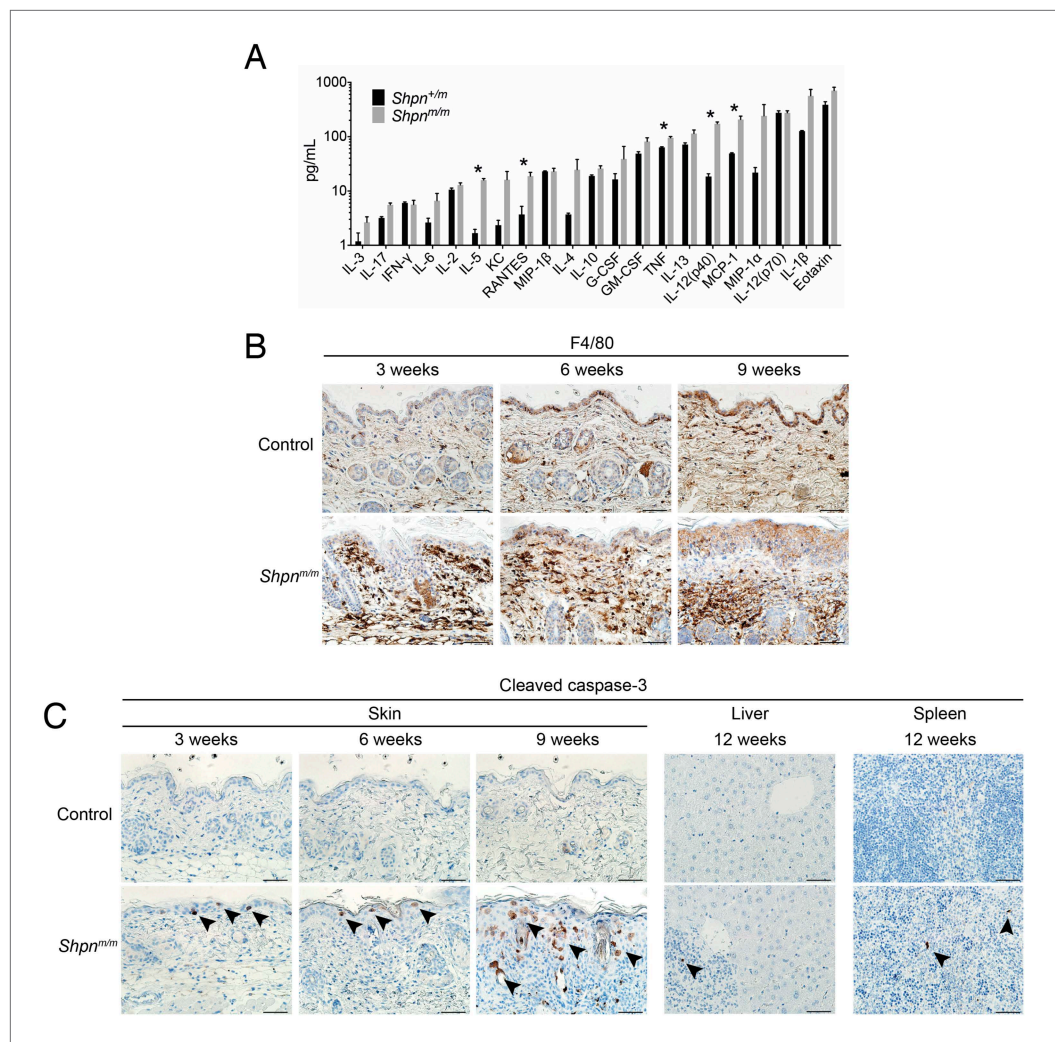 A
1000
100
10
1
pg/mL
Shpn+/m
Shpnm/m
* * * * *
IL-3 IL-17 IFN-γ IL-6 IL-2 IL-5 KC RANTES MIP-1β IL-4 IL-10 G-CSF GM-CSF TNF IL-13 IL-12(p40) MCP-1 MIP-1α IL-12(p70) IL-1β Eotaxin
B
F4/80
3 weeks 6 weeks 9 weeks
Control
Shpnm/m
C
Cleaved caspase-3
Skin Liver Spleen
3 weeks 6 weeks 9 weeks 12 weeks 12 weeks
Control
Shpnm/m